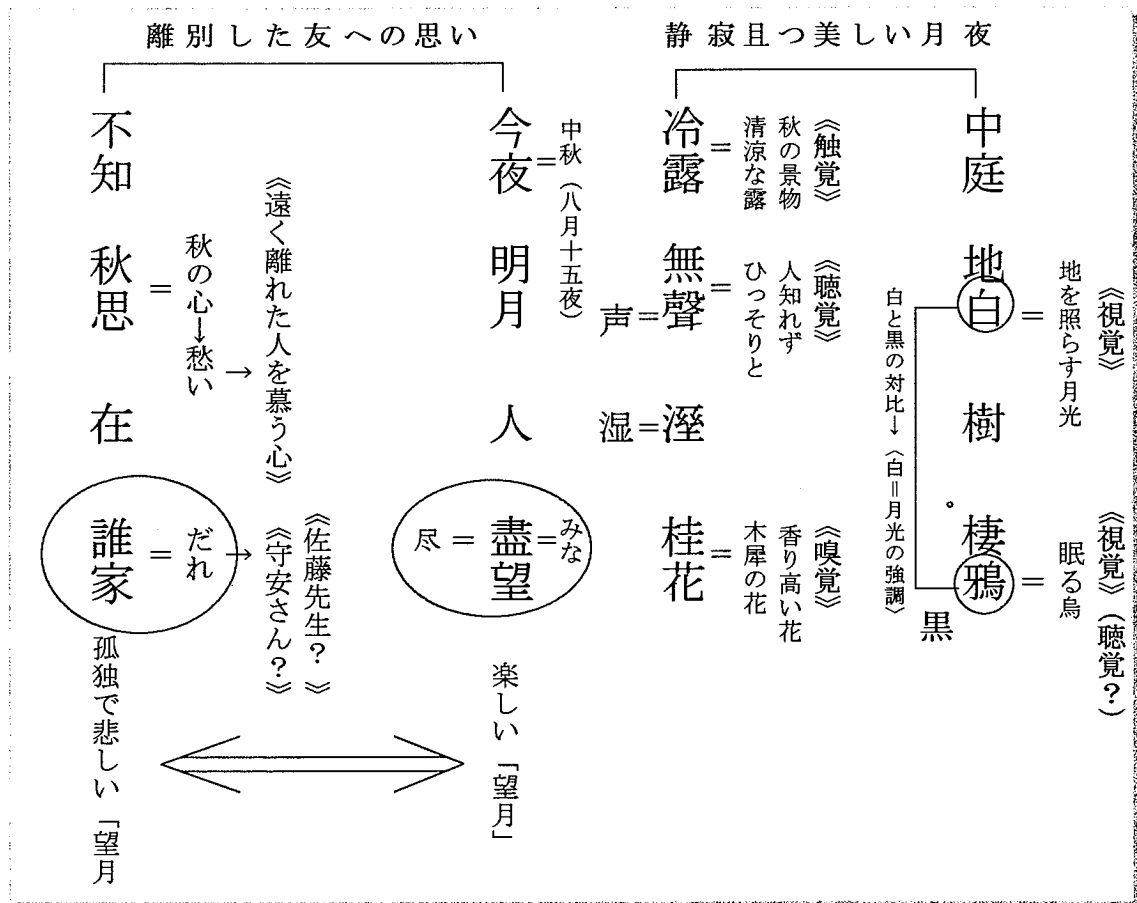 静寂且つ美しい月夜
《視覚》
地を照らす月光
=
《視覚》(聴覚?)
眠る烏
=
中庭 地白 樹 棲鴉
。
黒
白と黒の対比→〈白=月光の強調〉
《触覚》
秋の景物
清涼な露
=
《聴覚》
人知れず
ひっそりと
=
《嗅覚》
香り高い花
木犀の花
=
冷露 無聲 溼 桂花
声=
湿=
離別した友への思い
中秋(八月十五夜)
=
今夜 明月 人 盡望
みな=
尽=
楽しい「望月」
《遠く離れた人を慕う心》
→
秋の心→愁い
=
《佐藤先生? 》
《守安さん?》
→
だれ
=
不知 秋思 在 誰家
孤独で悲しい「望月